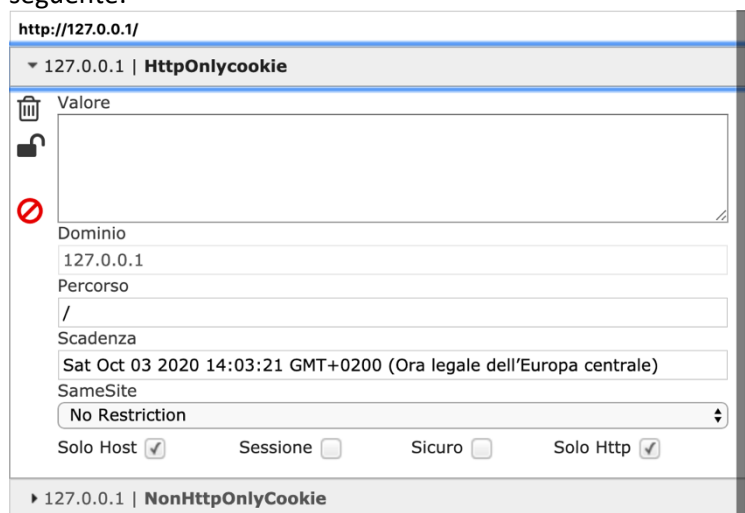 seguente:
http://127.0.0.1/
127.0.0.1 | HttpOnlycookie
Valore
Dominio
127.0.0.1
Percorso
/
Scadenza
Sat Oct 03 2020 14:03:21 GMT+0200 (Ora legale dell'Europa centrale)
SameSite
No Restriction
Solo Host Sessione Sicuro Solo Http
127.0.0.1 | NonHttpOnlyCookie